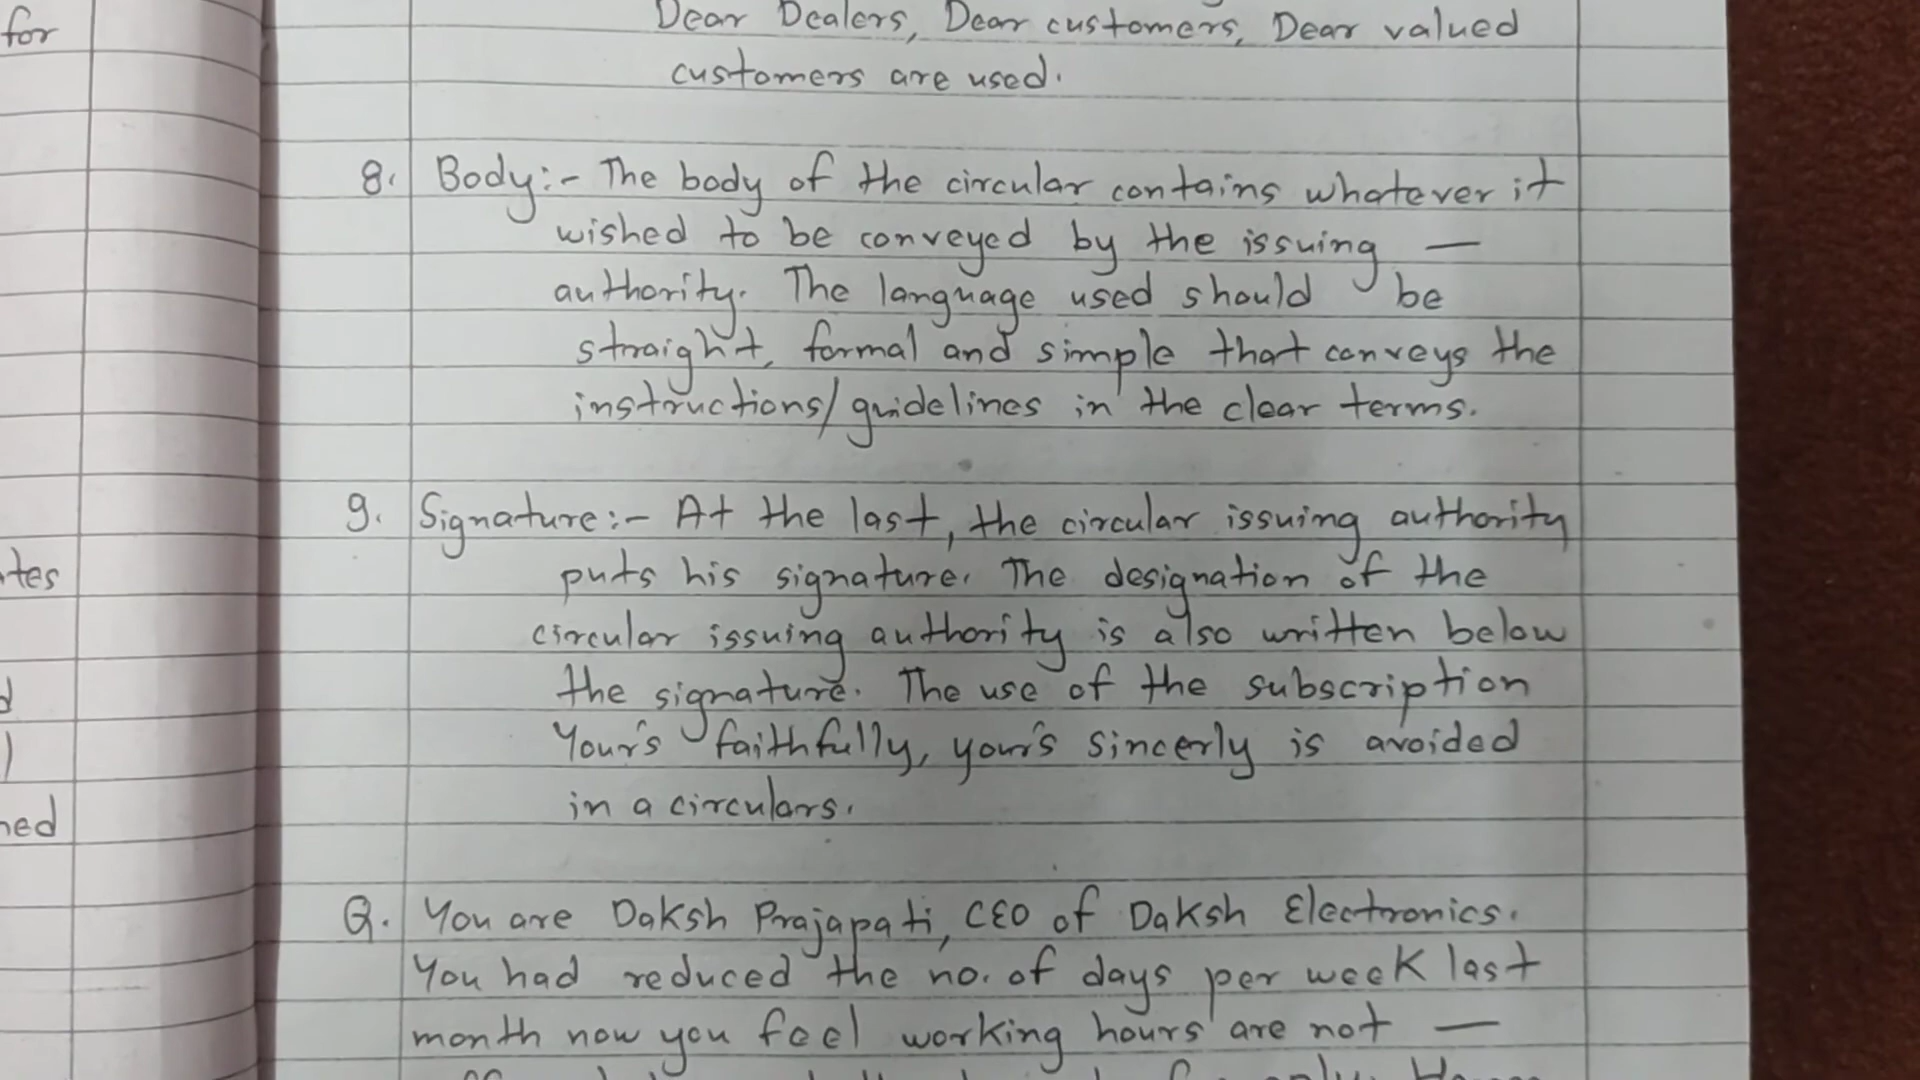 for
tes
d
)
ned
Dear Dealers, Dear customers, Dear valued
customers are used.
8. Body:- The body of the circular contains whatever it
wished to be conveyed by the issuing —
authority. The language used should be
straight, formal and simple that conveys the
instructions/guidelines in the clear terms.
9. Signature:- At the last, the circular issuing authority
puts his signature. The designation of the
circular issuing authority is also written below
the signature. The use of the subscription
Your's faithfully, your's sincerly is avoided
in a circulars.
Q. You are Daksh Prajapati, CEO of Daksh Electronics.
You had reduced the no. of days per week last
month now you feel working hours are not —